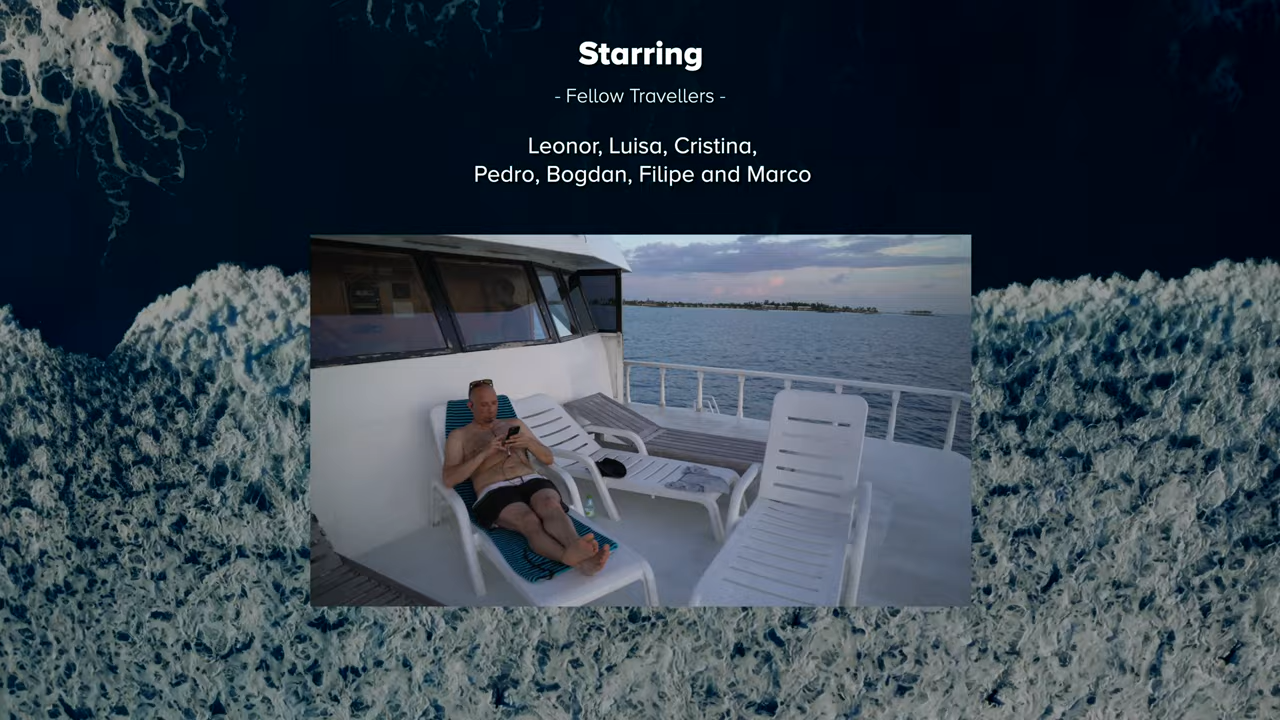 Starring
- Fellow Travellers -
Leonor, Luisa, Cristina,
Pedro, Bogdan, Filipe and Marco